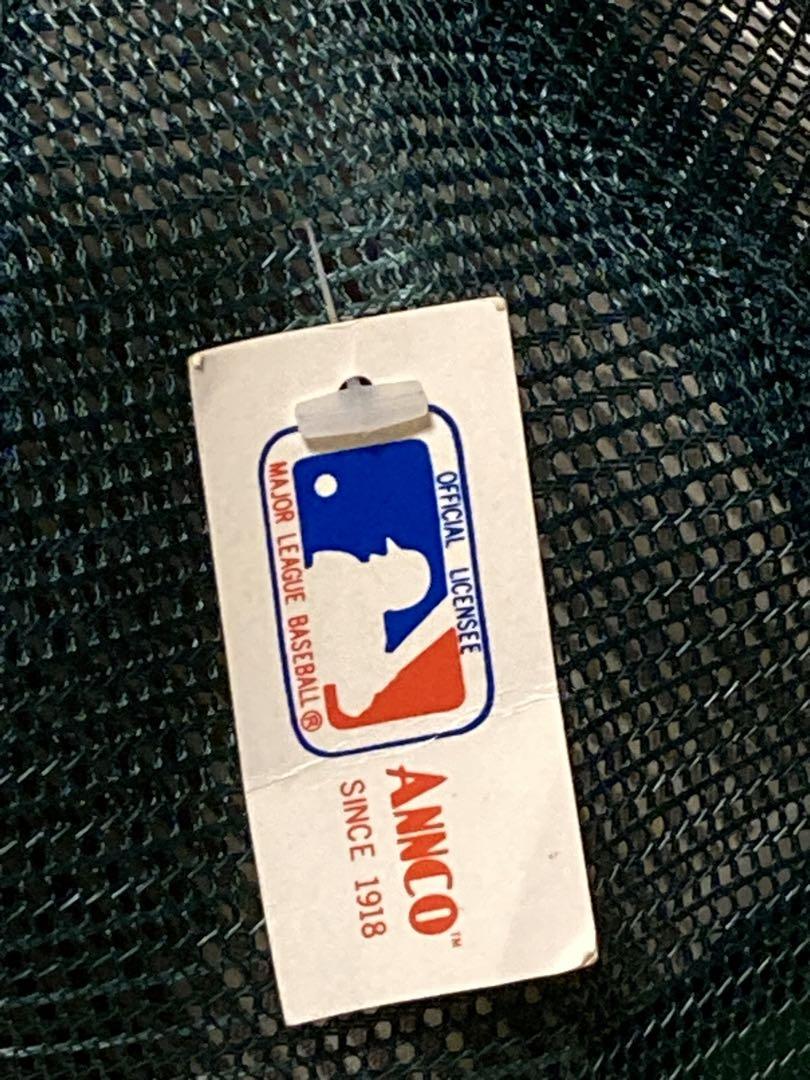 OFFICIAL LICENSEE
MAJOR LEAGUE BASEBALL®
ANNCO™
SINCE 1918